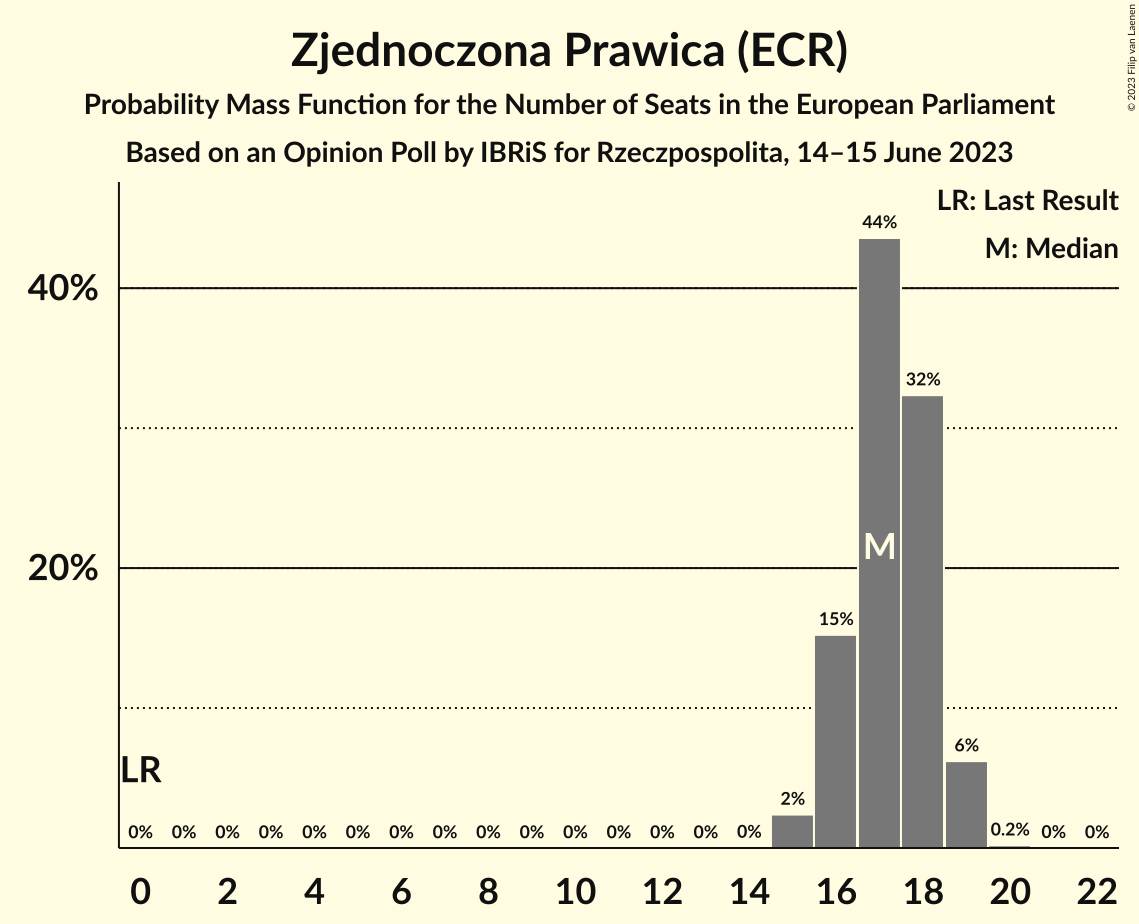 © 2023 Filip van Laenen
Zjednoczona Prawica (ECR)
Probability Mass Function for the Number of Seats in the European Parliament
Based on an Opinion Poll by IBRiS for Rzeczpospolita, 14–15 June 2023
LR: Last Result
M: Median
44%
40%
32%
M
20%
15%
6%
LR
2%
0% 0% 0% 0% 0% 0% 0% 0% 0% 0% 0% 0% 0% 0% 0% 0.2% 0% 0%
0 2 4 6 8 10 12 14 16 18 20 22